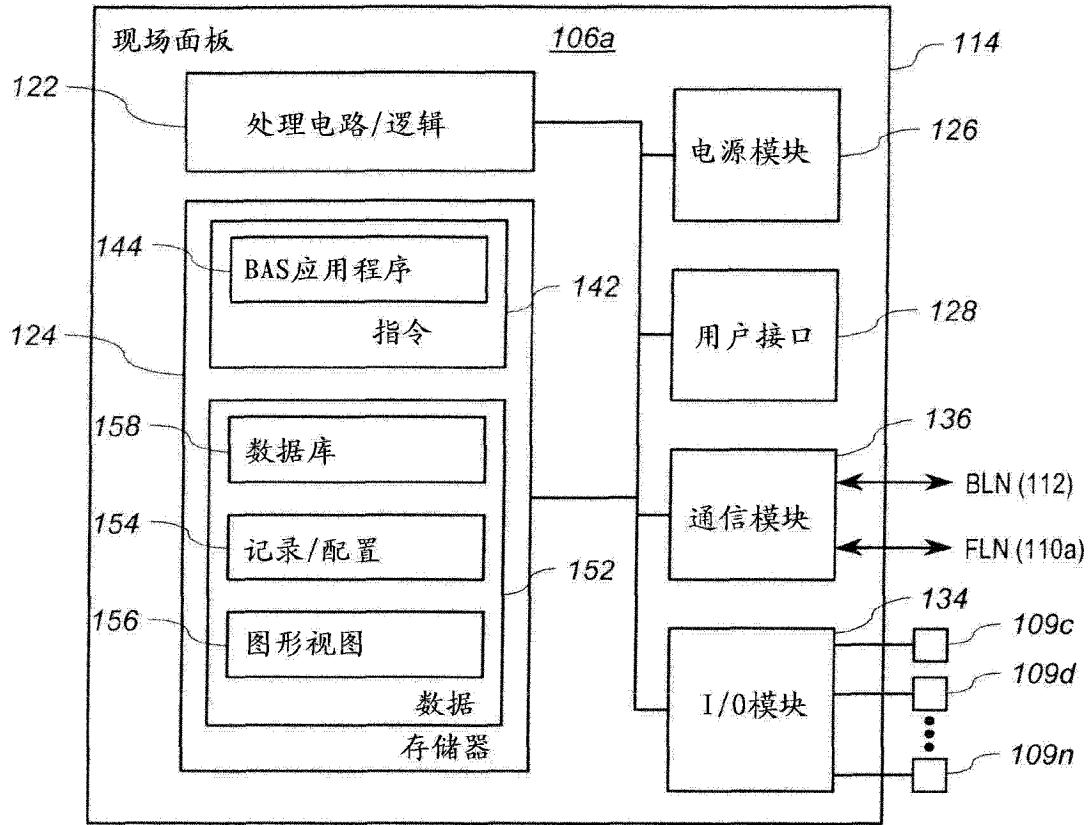 现场面板
106a
114
122
处理电路/逻辑
电源模块
126
144
BAS应用程序
142
指令
124
用户接口
128
158
数据库
136
BLN (112)
通信模块
154
记录/配置
152
FLN (110a)
134
156
图形视图
109c
109d
I/O模块
数据
存储器
109n